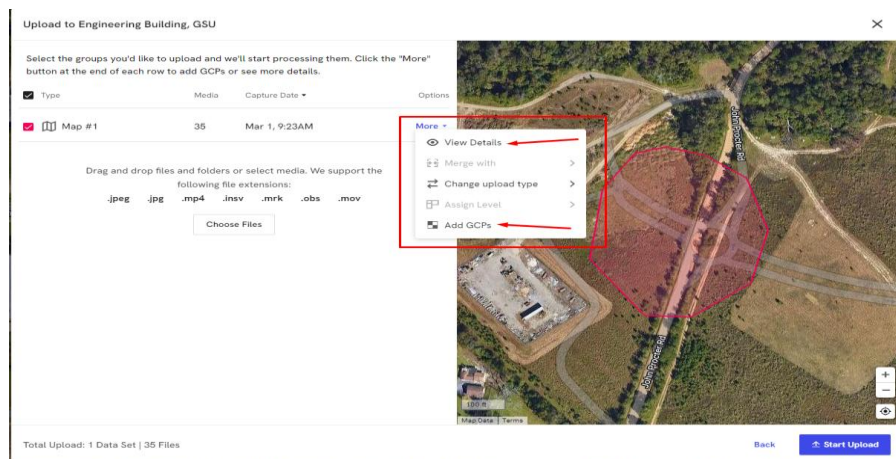 Upload to Engineering Building, GSU
Select the groups you'd like to upload and we'll start processing them. Click the "More"
button at the end of each row to add GCPs or see more details.
Type Media Capture Date Options
Map #1 35 Mar 1, 9:23AM More
View Details
Merge with
Change upload type
Assign Level
Add GCPs
Drag and drop files and folders or select media. We support the
following file extensions:
.jpeg .jpg .mp4 .insv .mrk .obs .mov
Choose Files
John Procter Rd
John Procter Rd
100 ft
Map Data Terms
Total Upload: 1 Data Set | 35 Files
Back
Start Upload